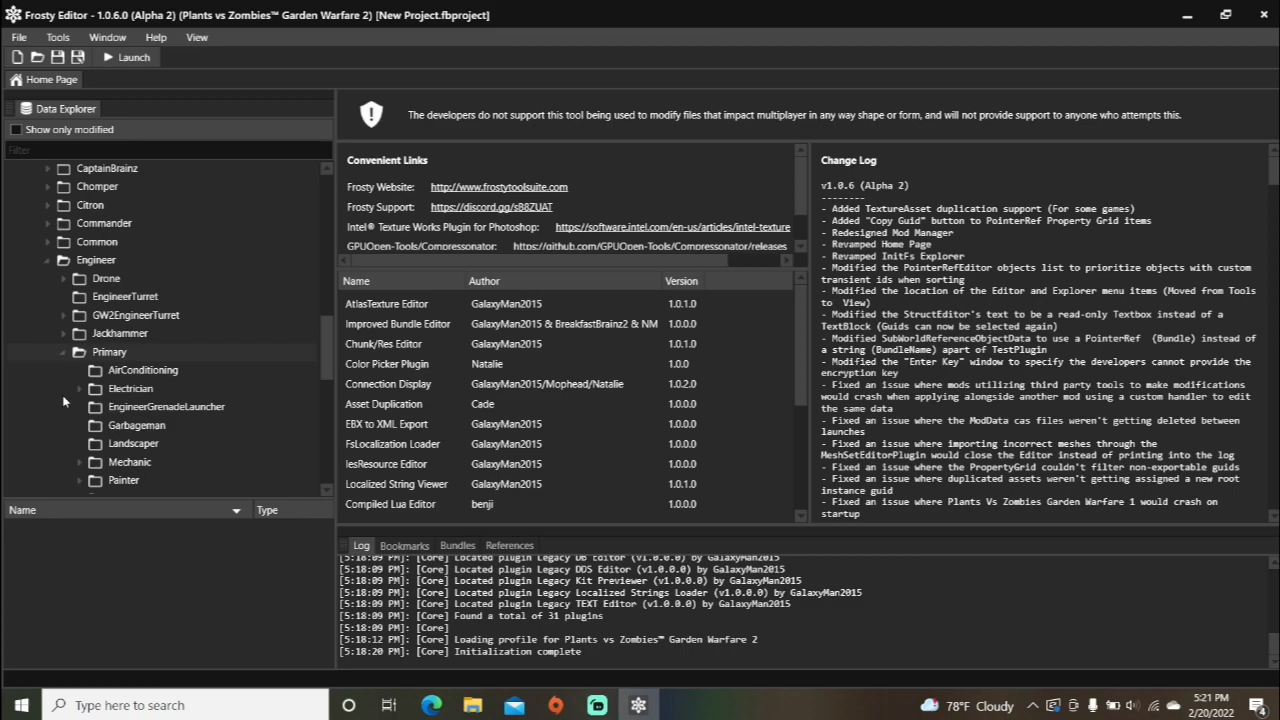 Frosty Editor - 1.0.6.0 (Alpha 2) (Plants vs Zombies™ Garden Warfare 2) [New Project.fbproject]
File Tools Window Help View
Launch
Home Page
Data Explorer
Show only modified
Filter
CaptainBrainz
Chomper
Citron
Commander
Common
Engineer
Drone
EngineerTurret
GW2EngineerTurret
Jackhammer
Primary
AirConditioning
Electrician
EngineerGrenadeLauncher
Garbageman
Landscaper
Mechanic
Painter
Name Type
The developers do not support this tool being used to modify files that impact multiplayer in any way shape or form, and will not provide support to anyone who attempts this.
Convenient Links
Frosty Website: http://www.frostytoolsuite.com
Frosty Support: https://discord.gg/sB8ZUAT
Intel® Texture Works Plugin for Photoshop: https://software.intel.com/en-us/articles/intel-texture
GPUOpen-Tools/Compressonator: https://github.com/GPUOpen-Tools/Compressonator/releases
Name Author Version
AtlasTexture Editor GalaxyMan2015 1.0.1.0
Improved Bundle Editor GalaxyMan2015 & BreakfastBrainz2 & NM 1.0.0.0
Chunk/Res Editor GalaxyMan2015 1.0.1.0
Color Picker Plugin Natalie 1.0.0
Connection Display GalaxyMan2015/Mophead/Natalie 1.0.2.0
Asset Duplication Cade 1.0.0.0
EBX to XML Export GalaxyMan2015 1.0.0.0
FsLocalization Loader GalaxyMan2015 1.0.0.0
IesResource Editor GalaxyMan2015 1.0.0.0
Localized String Viewer GalaxyMan2015 1.0.0.0
Compiled Lua Editor benji 1.0.0.0
Change Log
v1.0.6 (Alpha 2)
--------
- Added TextureAsset duplication support (For some games)
- Added "Copy Guid" button to PointerRef Property Grid items
- Redesigned Mod Manager
- Revamped Home Page
- Revamped InitFs Explorer
- Modified the PointerRefEditor objects list to prioritize objects with custom
transient ids when sorting
- Modified the location of the Editor and Explorer menu items (Moved from Tools
to View)
- Modified the StructEditor's text to be a read-only Textbox instead of a
TextBlock (Guids can now be selected again)
- Modified SubWorldReferenceObjectData to use a PointerRef (Bundle) instead of
a string (BundleName) apart of TestPlugin
- Modified the "Enter Key" window to specify the developers cannot provide the
encryption key
- Fixed an issue where mods utilizing third party tools to make modifications
would crash when applying alongside another mod using a custom handler to edit
the same data
- Fixed an issue where the ModData cas files weren't getting deleted between
launches
- Fixed an issue where importing incorrect meshes through the
MeshSetEditorPlugin would close the Editor instead of printing into the log
- Fixed an issue where the PropertyGrid couldn't filter non-exportable guids
- Fixed an issue where duplicated assets weren't getting assigned a new root
instance guid
- Fixed an issue where Plants Vs Zombies Garden Warfare 1 would crash on
startup
Log Bookmarks Bundles References
[5:18:09 PM]: [Core] Located plugin Legacy DB Editor (v1.0.0.0) by GalaxyMan2015
[5:18:09 PM]: [Core] Located plugin Legacy DDS Editor (v1.0.0.0) by GalaxyMan2015
[5:18:09 PM]: [Core] Located plugin Legacy Kit Previewer (v1.0.0.0) by GalaxyMan2015
[5:18:09 PM]: [Core] Located plugin Legacy Localized Strings Loader (v1.0.0.0) by GalaxyMan2015
[5:18:09 PM]: [Core] Located plugin Legacy TEXT Editor (v1.0.0.0) by GalaxyMan2015
[5:18:09 PM]: [Core] Found a total of 31 plugins
[5:18:09 PM]: [Core]
[5:18:12 PM]: [Core] Loading profile for Plants vs Zombies™ Garden Warfare 2
[5:18:20 PM]: [Core] Initialization complete
Type here to search
78°F Cloudy
5:21 PM
2/20/2022
4